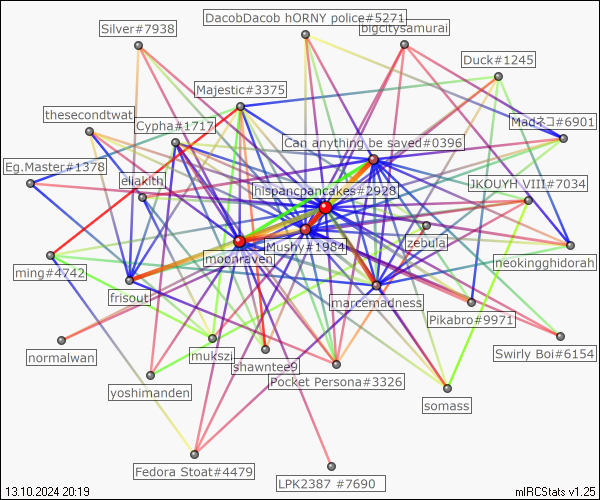 DacobDacob hORNY police#5271
Silver#7938
bigcitysamurai
Duck#1245
Majestic#3375
thesecondtwat
Cypha#1717
Madネコ#6901
Can anything be saved#0396
Eg.Master#1378
eliakith
hispancpancakes#2928
JKOUYH VIII#7034
Mushy#1984
zebula
moonraven
neokingghidorah
ming#4742
frisout
marcemadness
Pikabro#9971
normalwan
mukszi
shawntee9
Swirly Boi#6154
Pocket Persona#3326
yoshimanden
somass
Fedora Stoat#4479
LPK2387 #7690
13.10.2024 20:19
mIRCStats v1.25